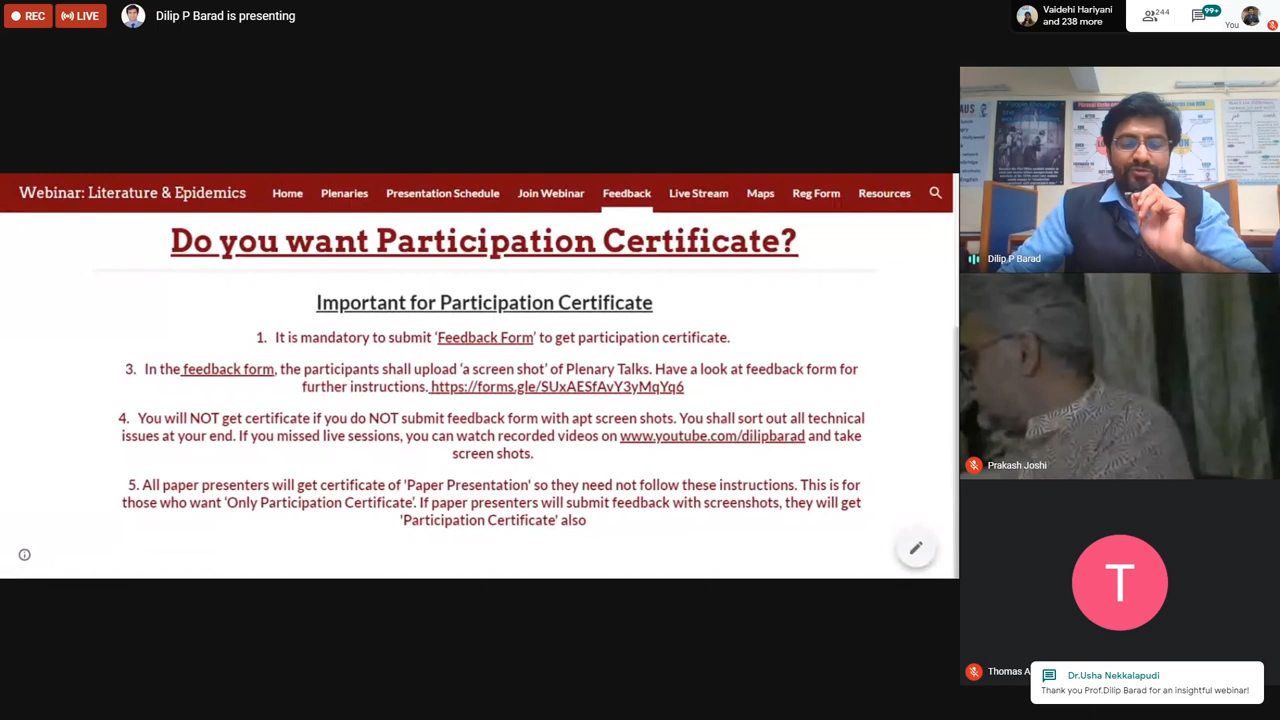 REC
LIVE
Dilip P Barad is presenting
Vaidehi Hariyani
and 238 more
244
99+
You
Webinar: Literature & Epidemics
Home
Plenaries
Presentation Schedule
Join Webinar
Feedback
Live Stream
Maps
Reg Form
Resources
Do you want Participation Certificate?
Important for Participation Certificate
1. It is mandatory to submit ‘Feedback Form’ to get participation certificate.
3. In the feedback form, the participants shall upload ‘a screen shot’ of Plenary Talks. Have a look at feedback form for
further instructions. https://forms.gle/SUxAESfAvY3yMqYq6
4. You will NOT get certificate if you do NOT submit feedback form with apt screen shots. You shall sort out all technical
issues at your end. If you missed live sessions, you can watch recorded videos on www.youtube.com/dilipbarad and take
screen shots.
5. All paper presenters will get certificate of 'Paper Presentation' so they need not follow these instructions. This is for
those who want ‘Only Participation Certificate’. If paper presenters will submit feedback with screenshots, they will get
'Participation Certificate' also
Dilip P Barad
Prakash Joshi
T
Thomas A
Dr.Usha Nekkalapudi
Thank you Prof.Dilip Barad for an insightful webinar!